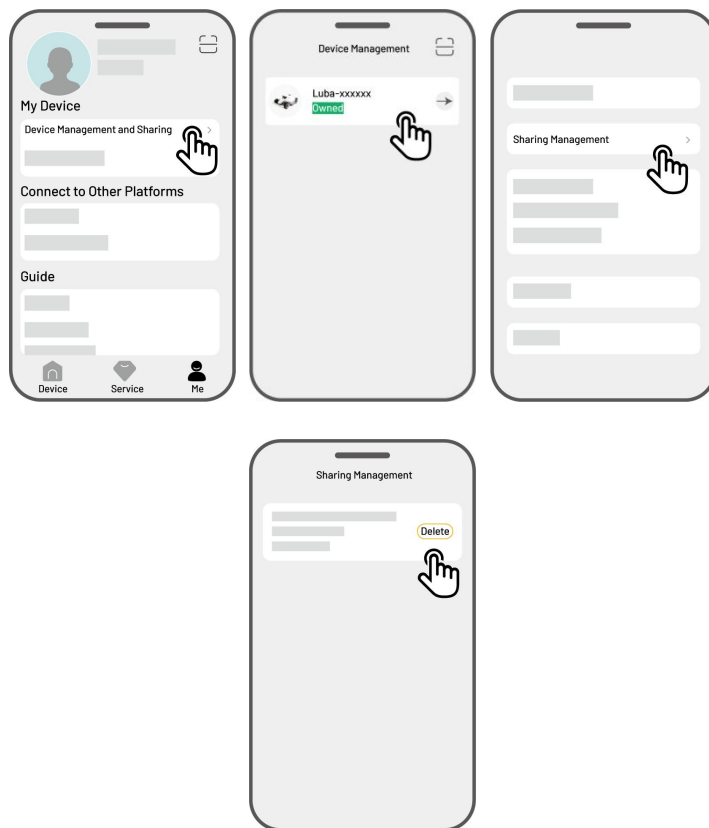 My Device
Device Management and Sharing
Connect to Other Platforms
Guide
Device
Service
Me
Device Management
Luba-xxxxxx
Owned
Sharing Management
Sharing Management
Delete